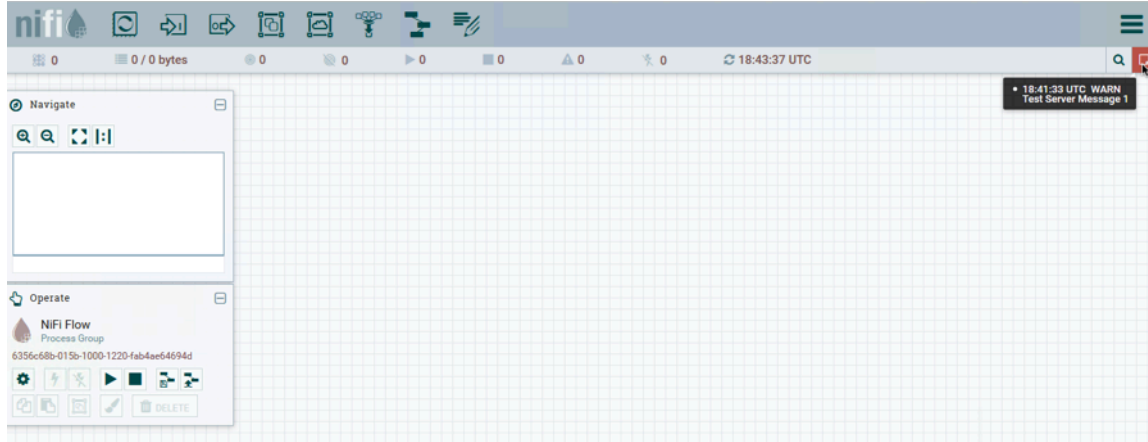 nifi
0 0 / 0 bytes 0 0 0 0 0 0 18:43:37 UTC
• 18:41:33 UTC WARN
Test Server Message 1
Navigate
Operate
NiFi Flow
Process Group
6356c68b-015b-1000-1220-fab4ae64694d
DELETE